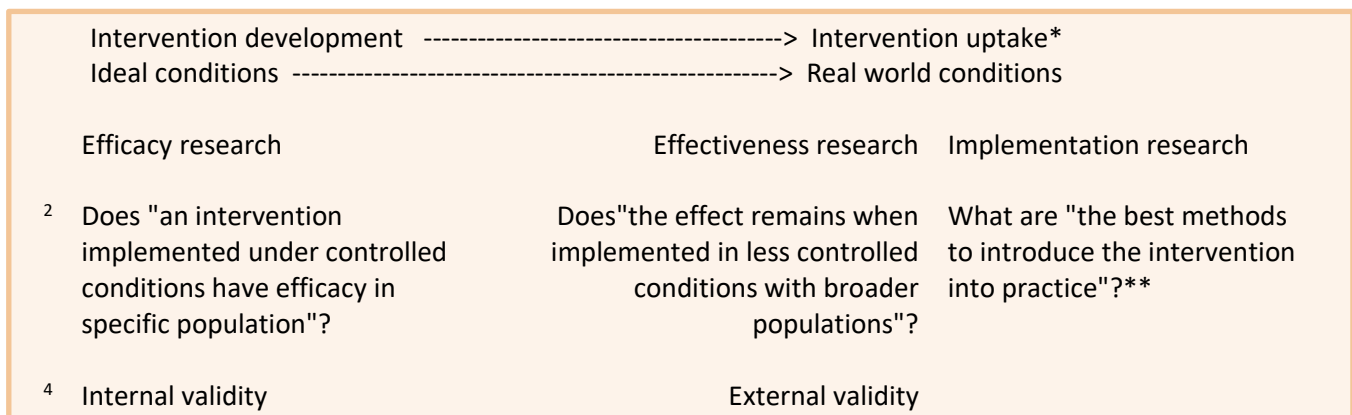 Intervention development ----------------------------------------> Intervention uptake*
Ideal conditions ------------------------------------------------------> Real world conditions
Efficacy research Effectiveness research Implementation research
2 Does "an intervention Does"the effect remains when What are "the best methods
implemented under controlled implemented in less controlled to introduce the intervention
conditions have efficacy in conditions with broader into practice"?**
specific population"? populations"?
4 Internal validity External validity